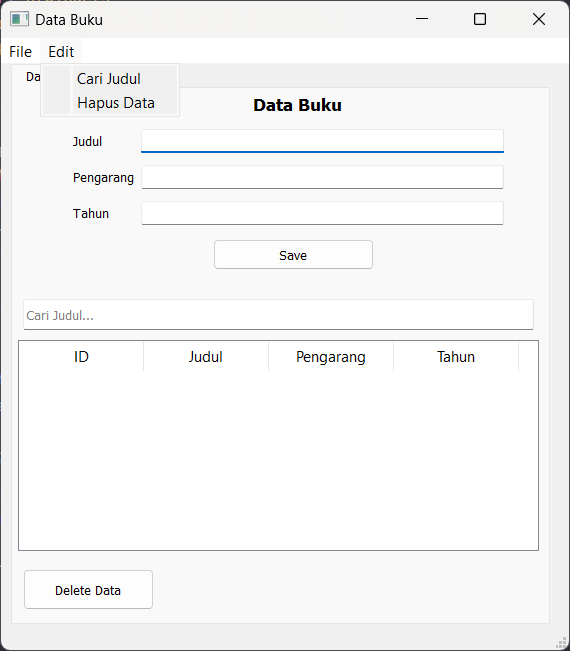 Data Buku
File Edit
Cari Judul
Hapus Data
Data Buku
Judul
Pengarang
Tahun
Save
Cari Judul...
ID Judul Pengarang Tahun
Delete Data